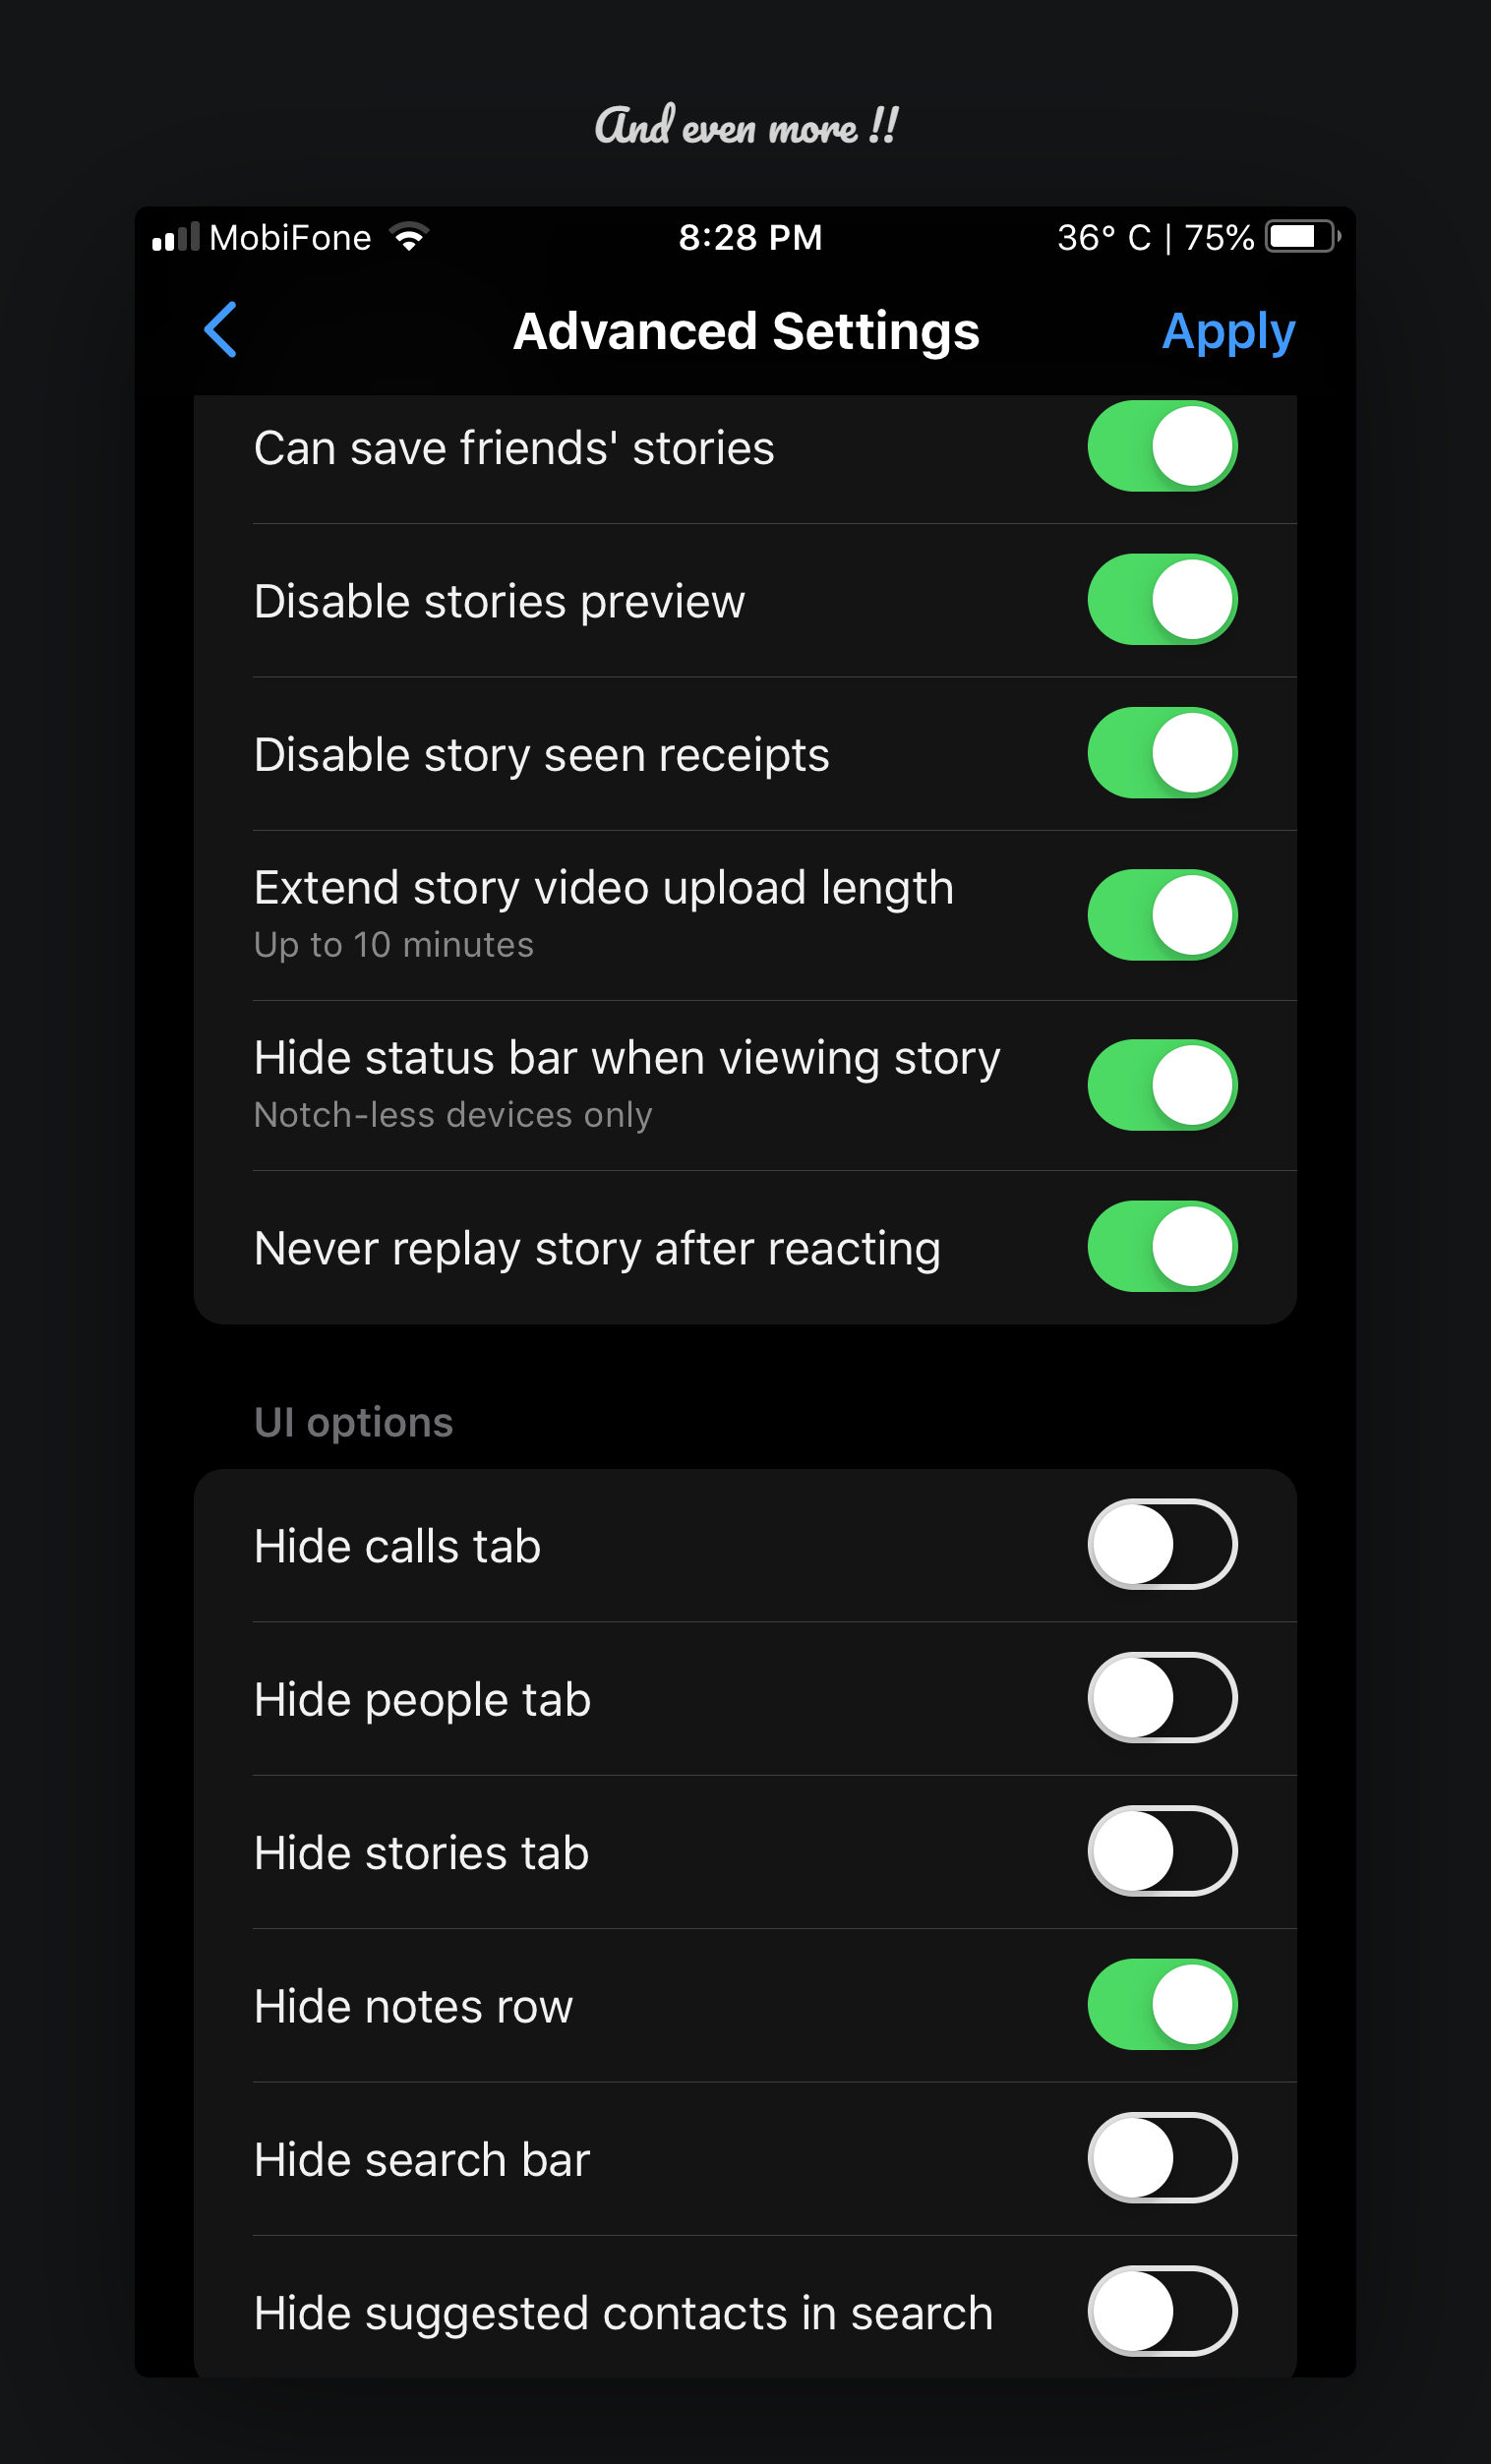 And even more !!
MobiFone 8:28 PM 36° C | 75%
Advanced Settings Apply
Can save friends' stories
Disable stories preview
Disable story seen receipts
Extend story video upload length
Up to 10 minutes
Hide status bar when viewing story
Notch-less devices only
Never replay story after reacting
UI options
Hide calls tab
Hide people tab
Hide stories tab
Hide notes row
Hide search bar
Hide suggested contacts in search